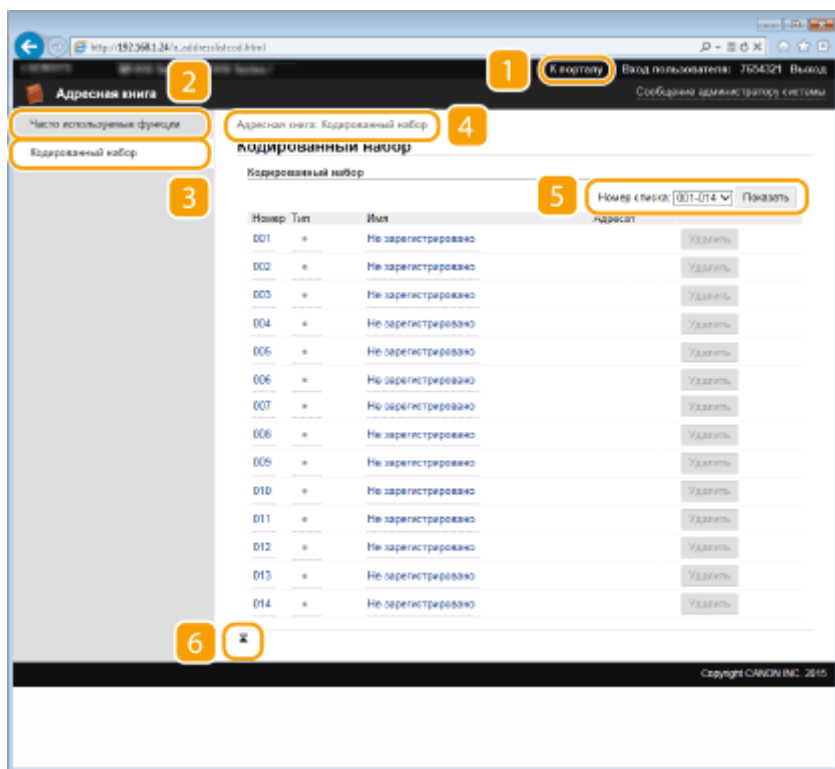 http://192.168.1.24/a_addresslistcod.html
1
К порталу
Вход пользователя: 7654321 Выход
2
Адресная книга
Сообщение администратору системы
Часто используемые функции
Адресная книга: Кодированный набор
4
Кодированный набор
Кодированный набор
Кодированный набор
3
5
Номер списка: 001-014 Показать
Номер Тип Имя Адресат
001 Не зарегистрировано Удалить
002 Не зарегистрировано Удалить
003 Не зарегистрировано Удалить
004 Не зарегистрировано Удалить
005 Не зарегистрировано Удалить
006 Не зарегистрировано Удалить
007 Не зарегистрировано Удалить
008 Не зарегистрировано Удалить
009 Не зарегистрировано Удалить
010 Не зарегистрировано Удалить
011 Не зарегистрировано Удалить
012 Не зарегистрировано Удалить
013 Не зарегистрировано Удалить
014 Не зарегистрировано Удалить
6
Copyright CANON INC. 2015